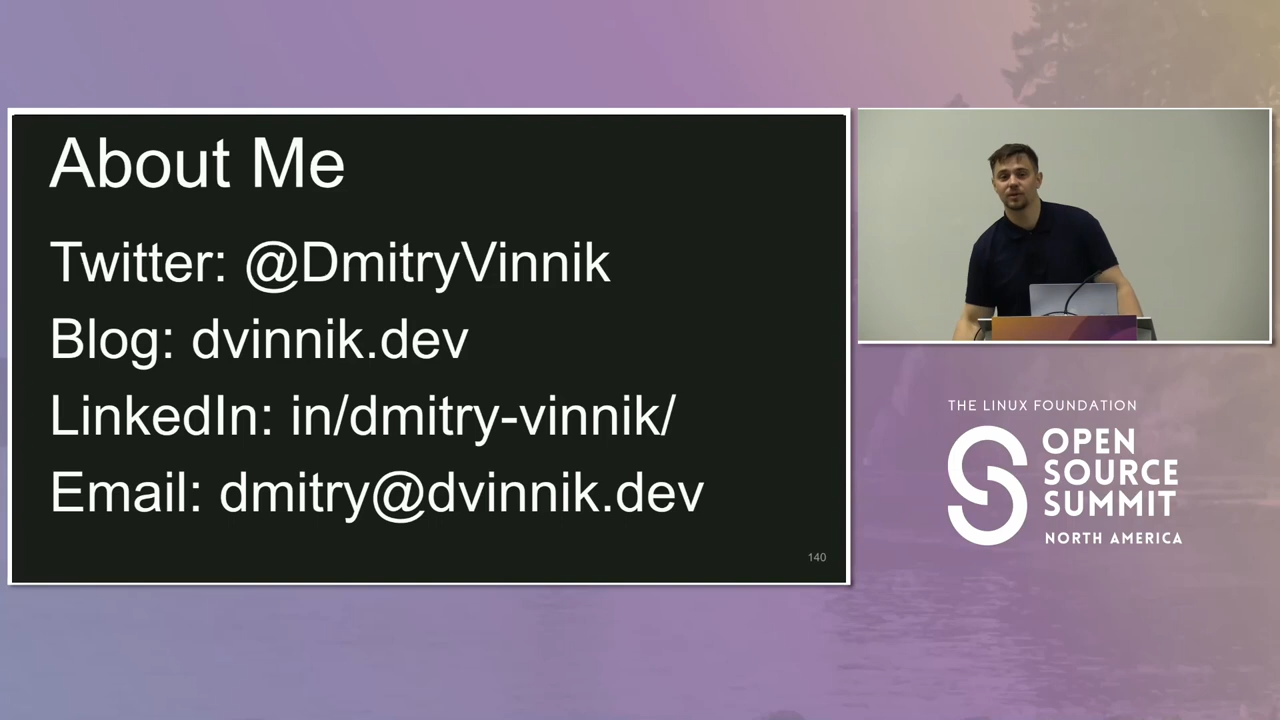 About Me
Twitter: @DmitryVinnik
Blog: dvinnik.dev
LinkedIn: in/dmitry-vinnik/
Email: dmitry@dvinnik.dev
140
THE LINUX FOUNDATION
OPEN
SOURCE
SUMMIT
NORTH AMERICA